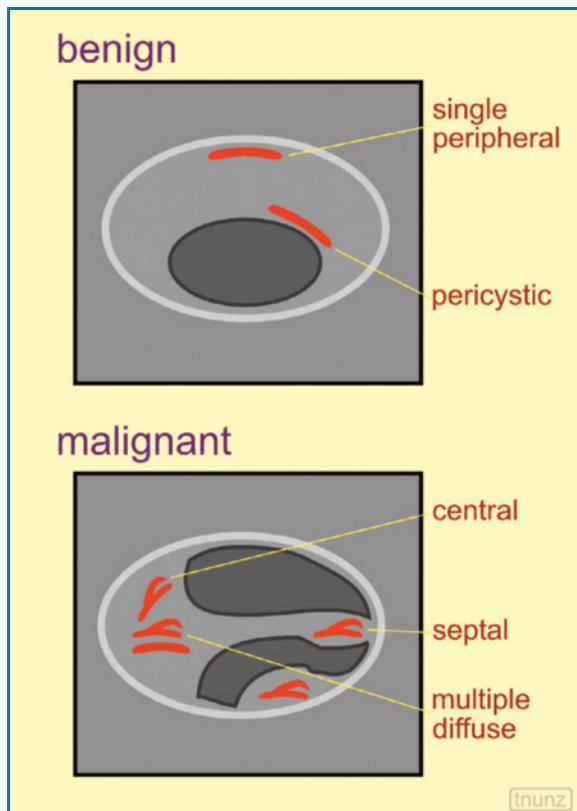 benign
single
peripheral
pericystic
malignant
central
septal
multiple
diffuse
tnunz